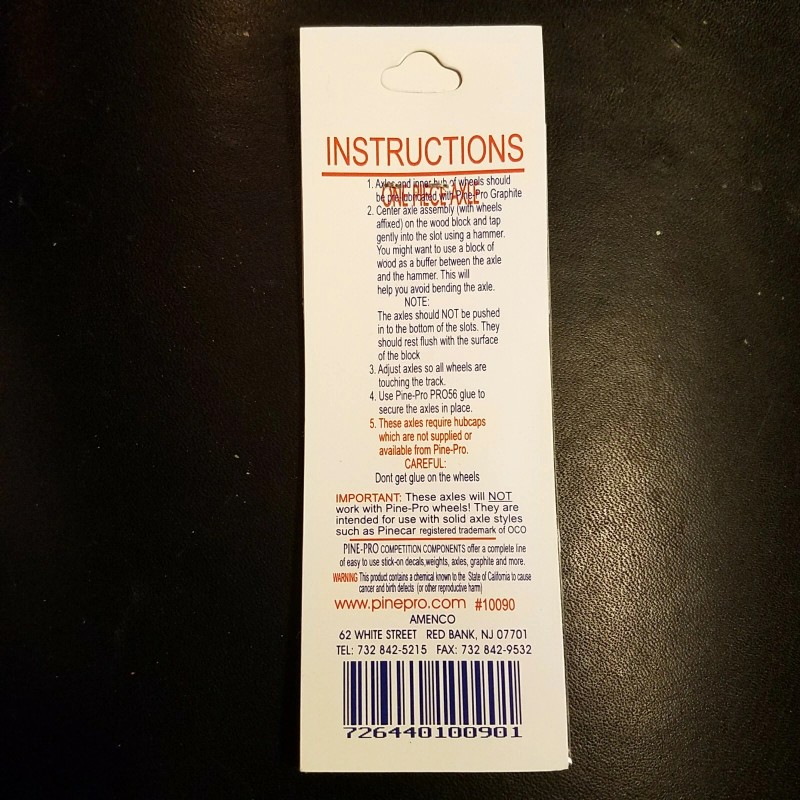 INSTRUCTIONS
ONE PIECE AXLE
1. Axles and inner hub of wheels should
be pre-lubricated with Pine-Pro Graphite
2. Center axle assembly (with wheels
affixed) on the wood block and tap
gently into the slot using a hammer.
You might want to use a block of
wood as a buffer between the axle
and the hammer. This will
help you avoid bending the axle.
NOTE:
The axles should NOT be pushed
in to the bottom of the slots. They
should rest flush with the surface
of the block
3. Adjust axles so all wheels are
touching the track.
4. Use Pine-Pro PRO56 glue to
secure the axles in place.
5. These axles require hubcaps
which are not supplied or
available from Pine-Pro.
CAREFUL:
Dont get glue on the wheels
IMPORTANT: These axles will NOT
work with Pine-Pro wheels! They are
intended for use with solid axle styles
such as Pinecar registered trademark of OCO
PINE-PRO COMPETITION COMPONENTS offer a complete line
of easy to use stick-on decals,weights, axles, graphite and more.
WARNING This product contains a chemical known to the State of California to cause
cancer and birth defects (or other reproductive harm)
www.pinepro.com #10090
AMENCO
62 WHITE STREET RED BANK, NJ 07701
TEL: 732 842-5215 FAX: 732 842-9532
726440100901